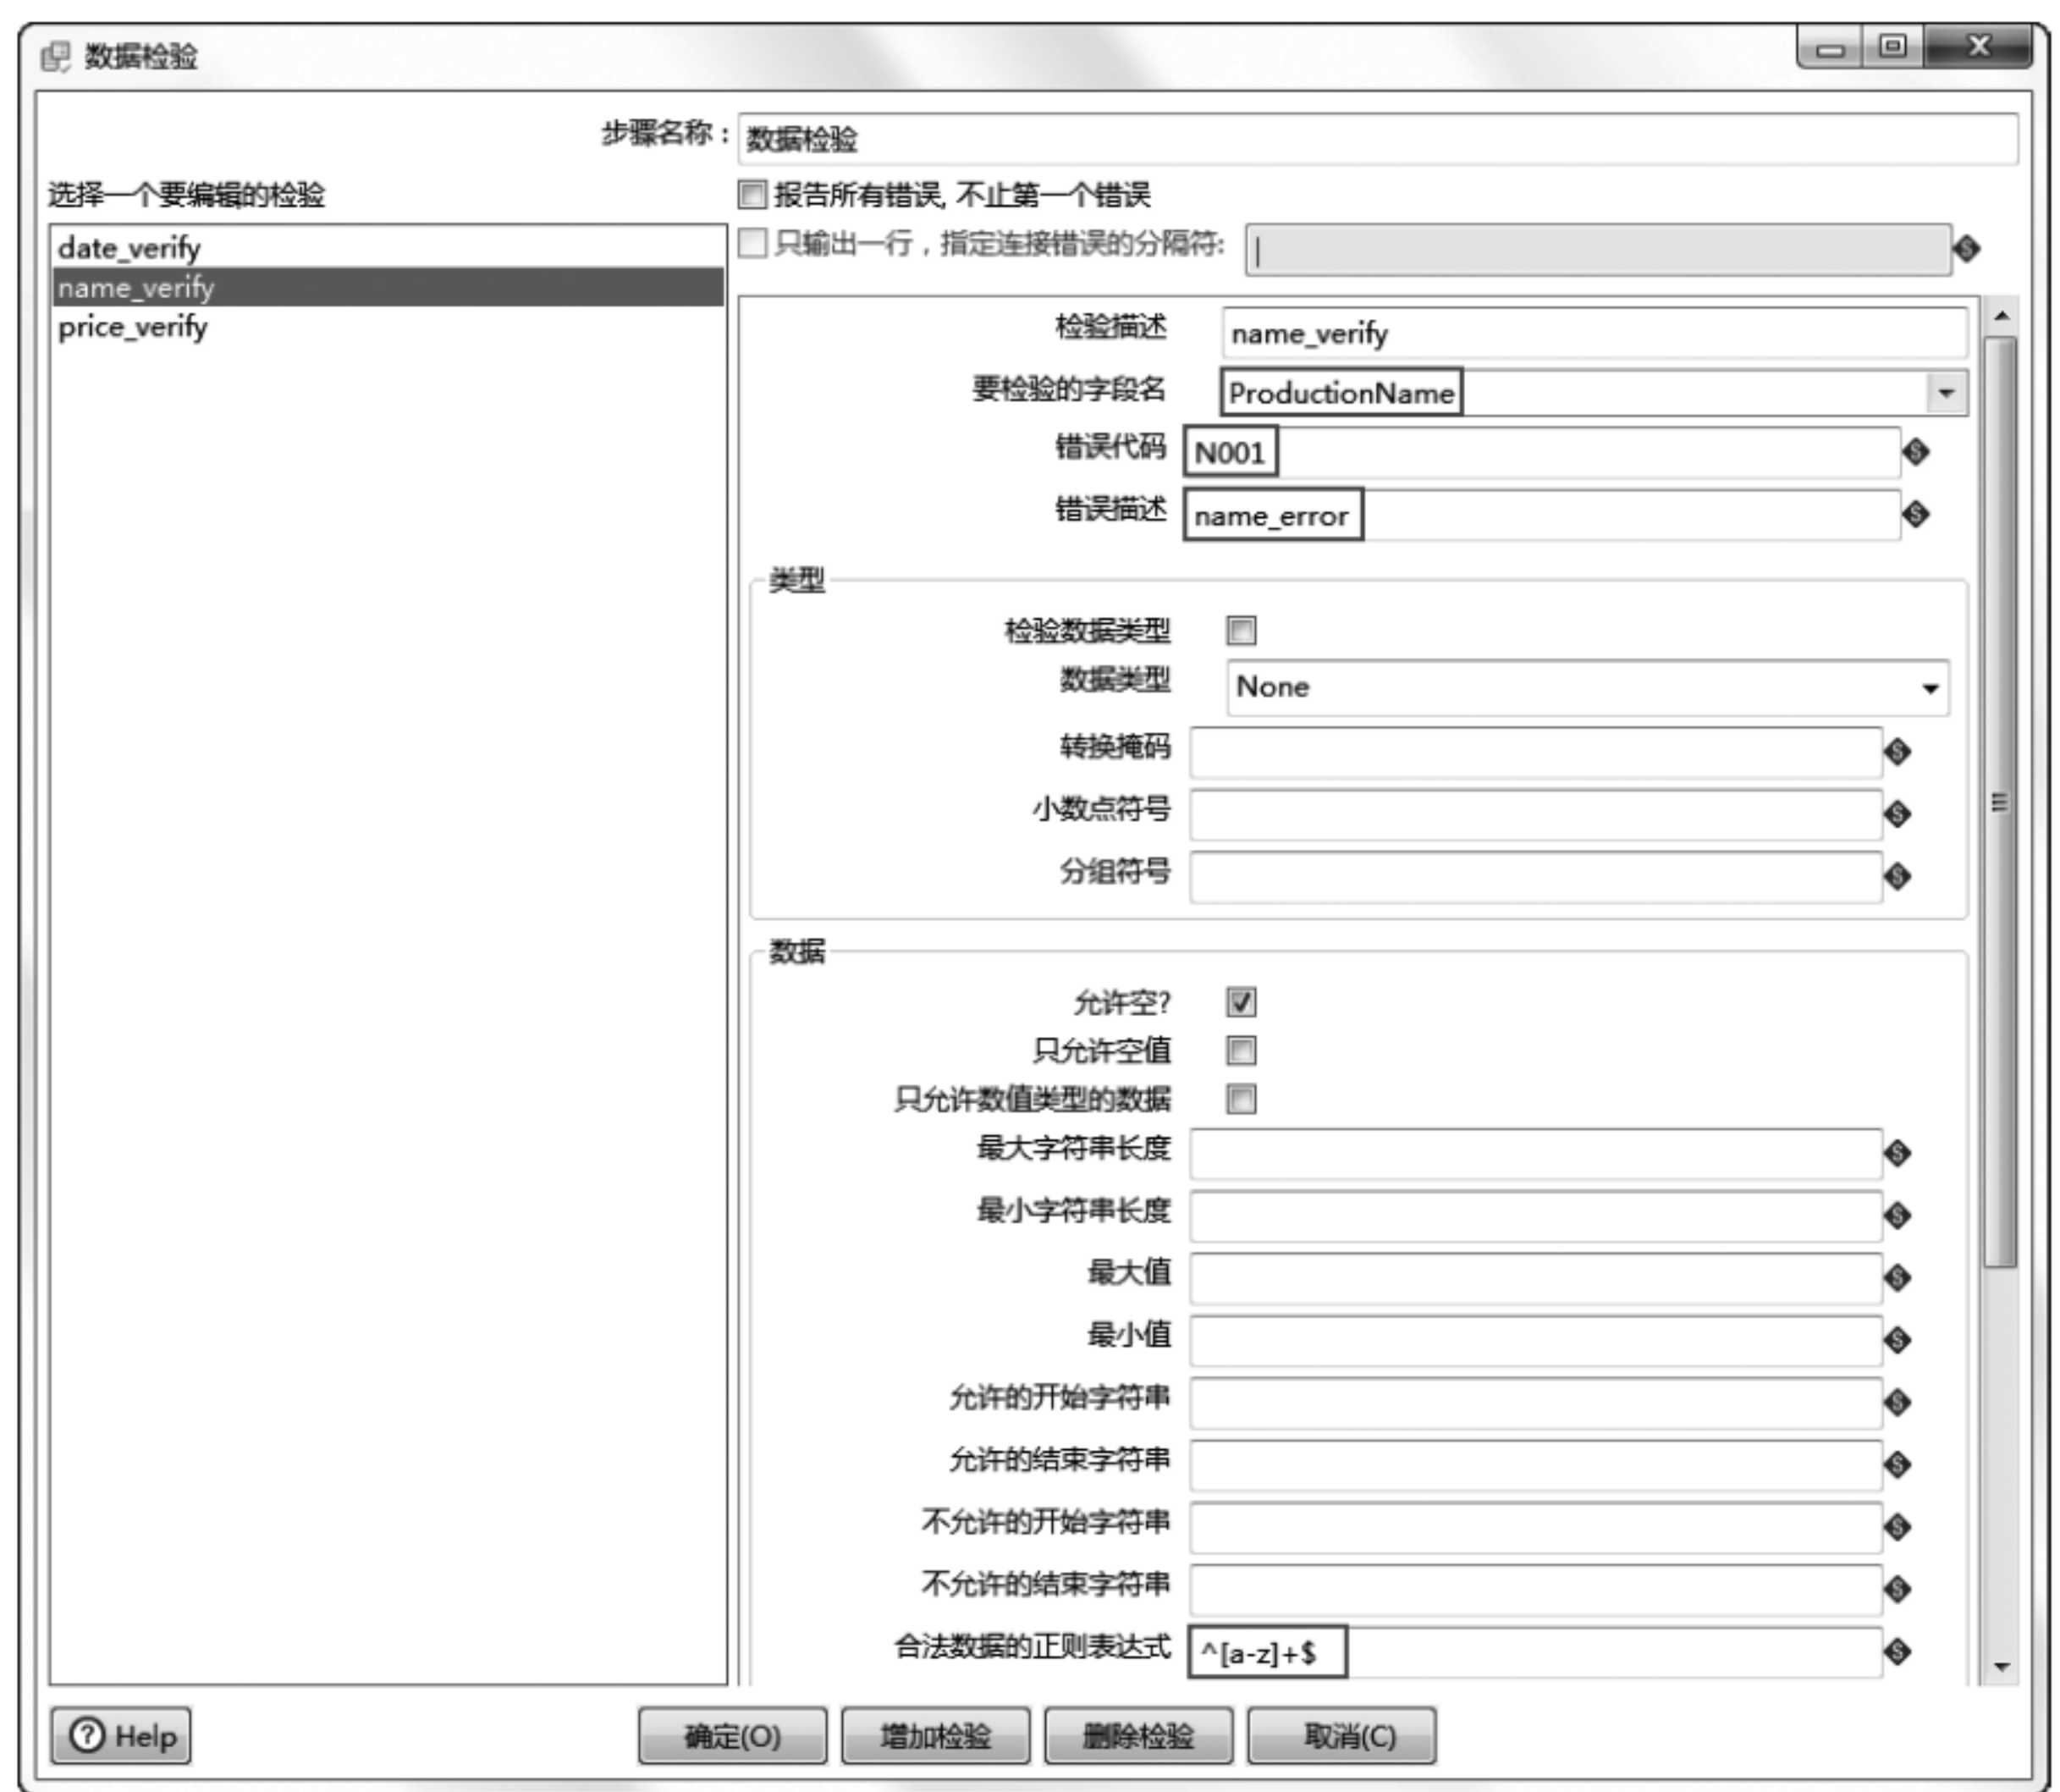 数据检验
步骤名称：数据检验
选择一个要编辑的检验
date_verify
name_verify
price_verify
报告所有错误, 不止第一个错误
只输出一行，指定连接错误的分隔符: |
检验描述 name_verify
要检验的字段名 ProductionName
错误代码 N001
错误描述 name_error
类型
检验数据类型
数据类型 None
转换掩码
小数点符号
分组符号
数据
允许空?
只允许空值
只允许数值类型的数据
最大字符串长度
最小字符串长度
最大值
最小值
允许的开始字符串
允许的结束字符串
不允许的开始字符串
不允许的结束字符串
合法数据的正则表达式 ^[a-z]+$
Help 确定(O) 增加检验 删除检验 取消(C)